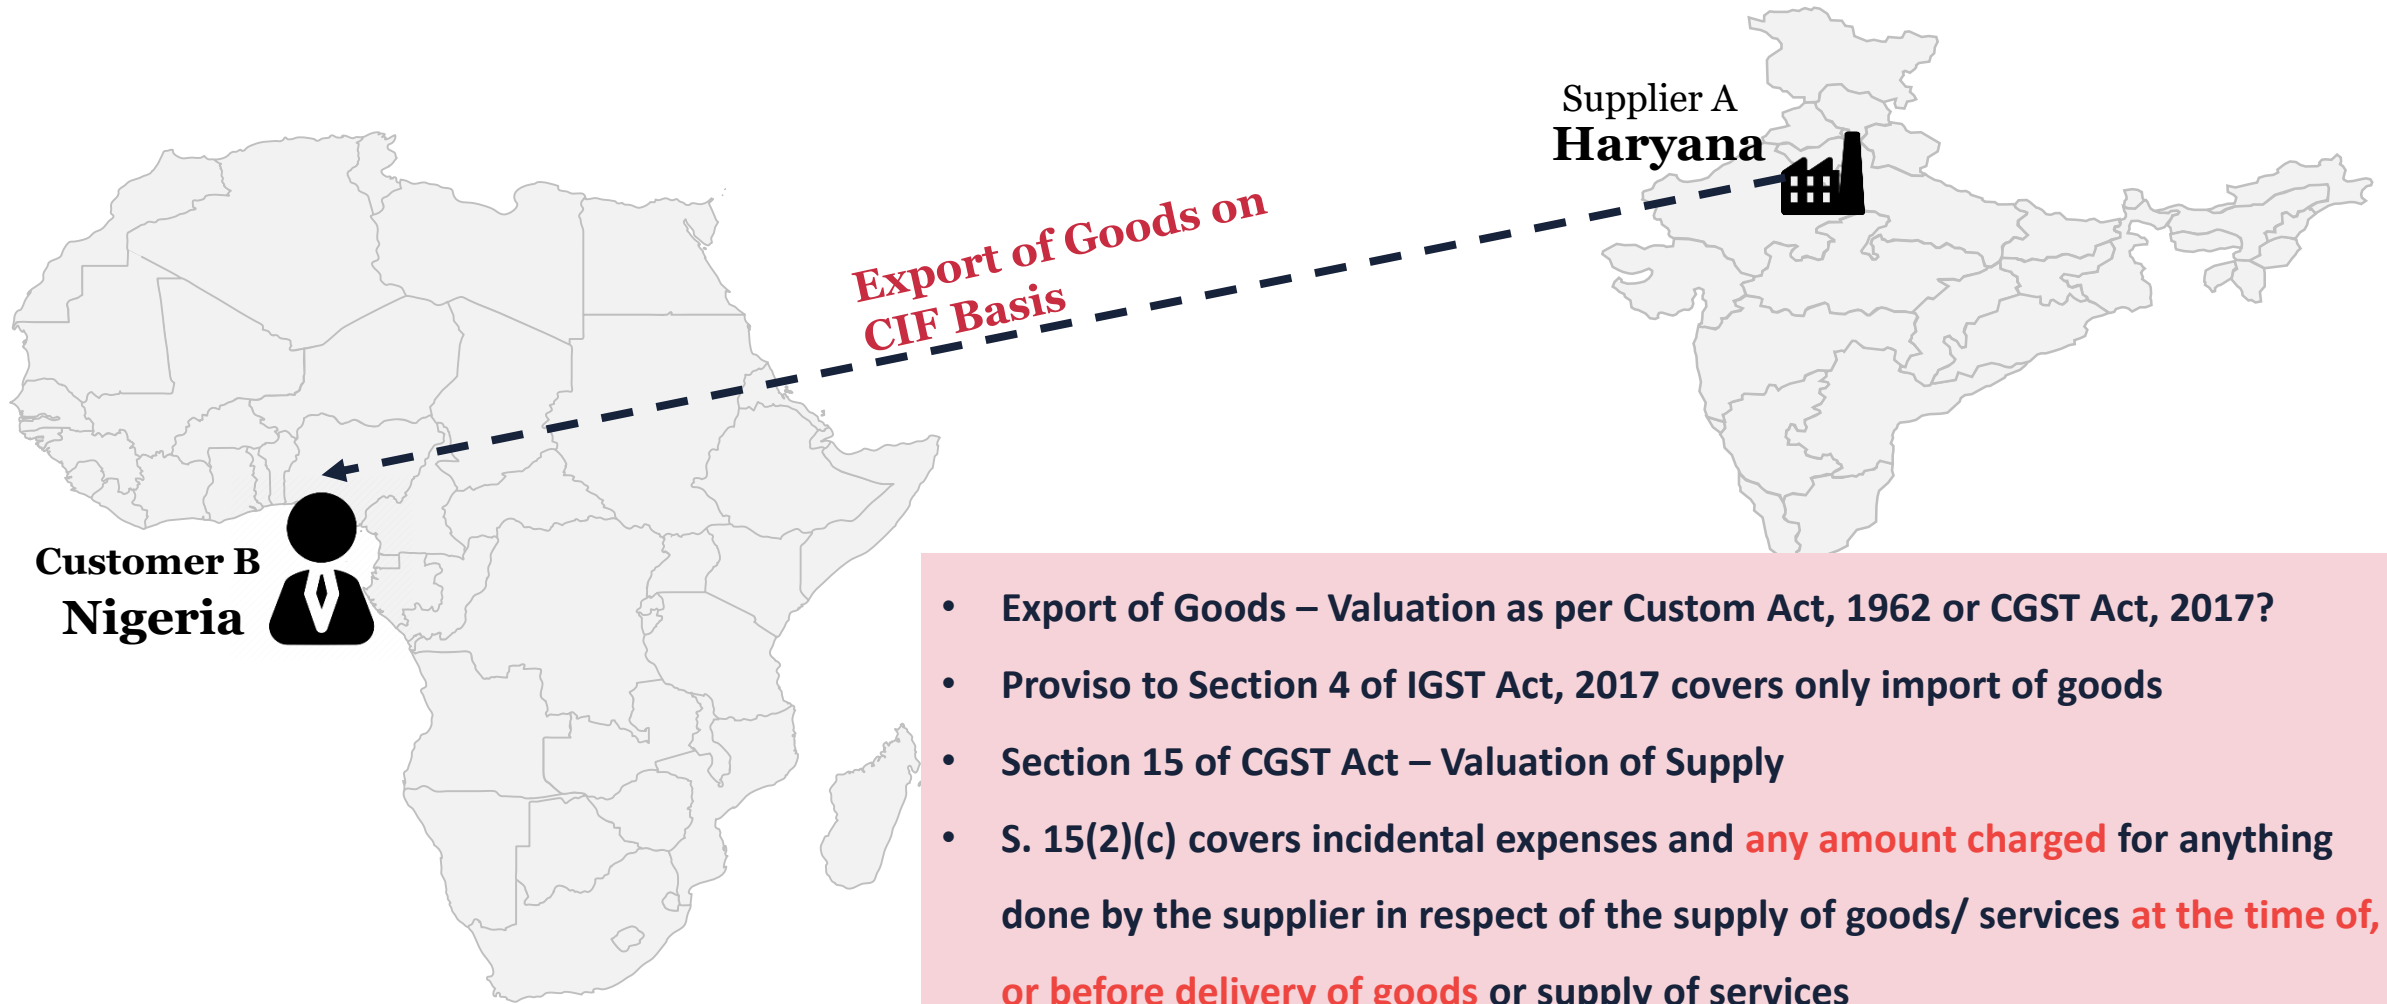 Supplier A
Haryana
Export of Goods on
CIF Basis
Customer B
Nigeria
• Export of Goods – Valuation as per Custom Act, 1962 or CGST Act, 2017?
• Proviso to Section 4 of IGST Act, 2017 covers only import of goods
• Section 15 of CGST Act – Valuation of Supply
• S. 15(2)(c) covers incidental expenses and any amount charged for anything
done by the supplier in respect of the supply of goods/ services at the time of,
or before delivery of goods or supply of services